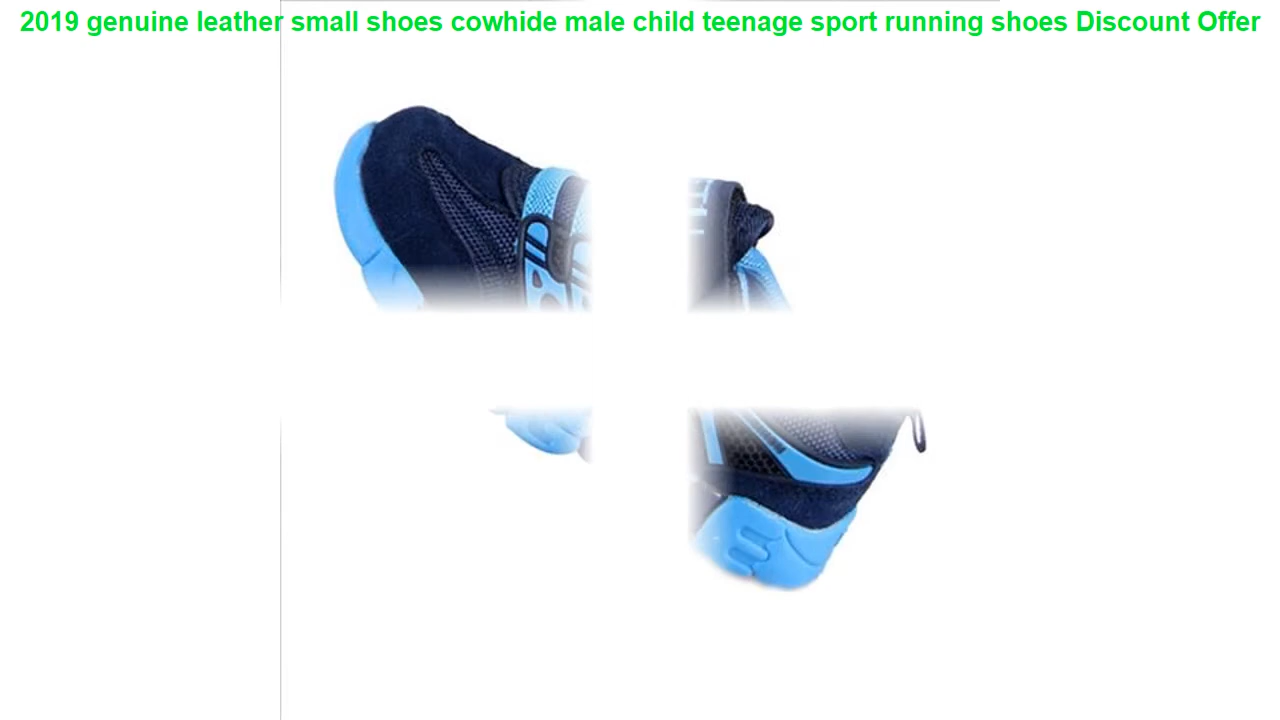 2019 genuine leather small shoes cowhide male child teenage sport running shoes Discount Offer